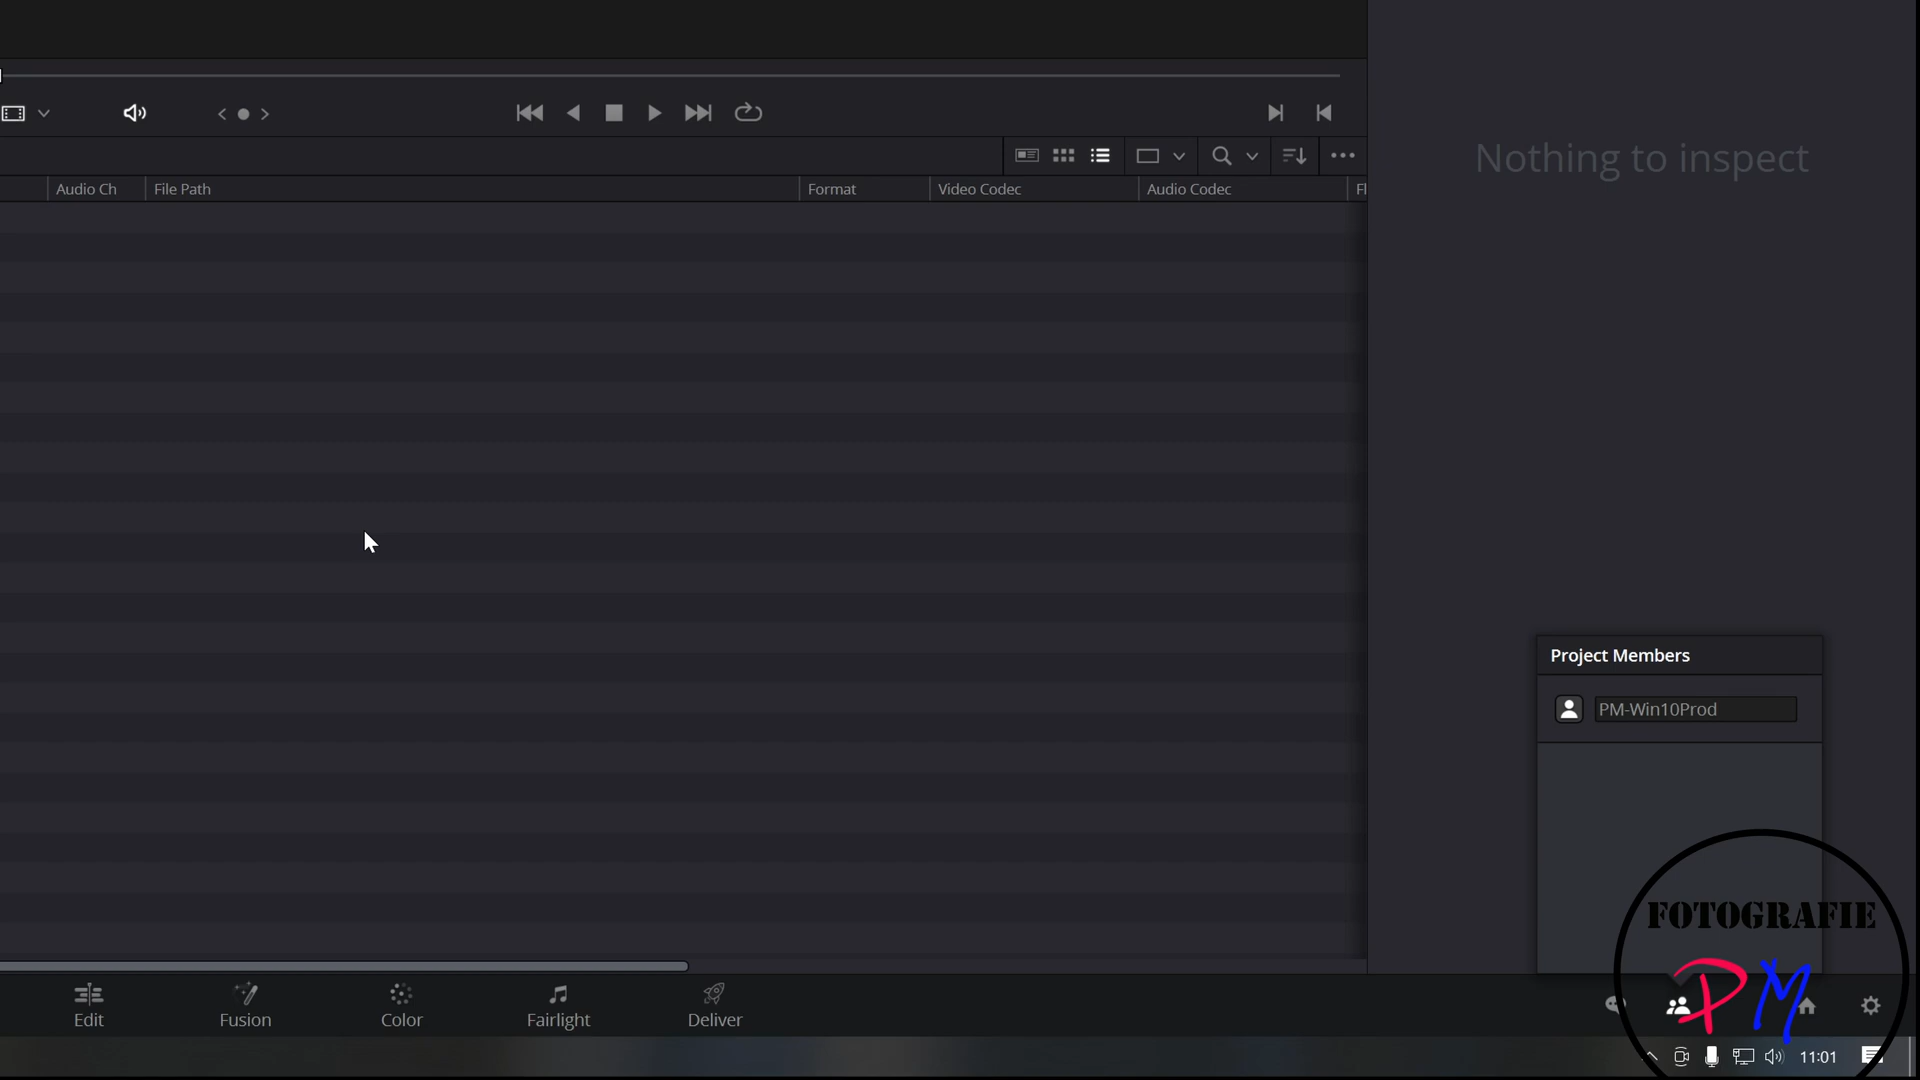 Nothing to inspect
Audio Ch File Path Format Video Codec Audio Codec Fl
Project Members
PM-Win10Prod
FOTOGRAFIE
PM
Edit Fusion Color Fairlight Deliver
11:01